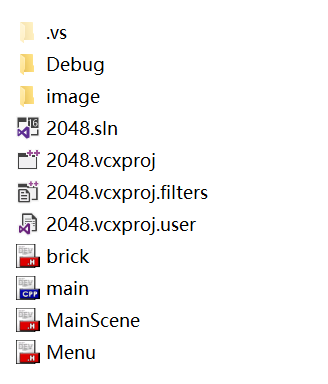 .vs
Debug
image
2048.sln
2048.vcxproj
2048.vcxproj.filters
2048.vcxproj.user
brick
main
MainScene
Menu